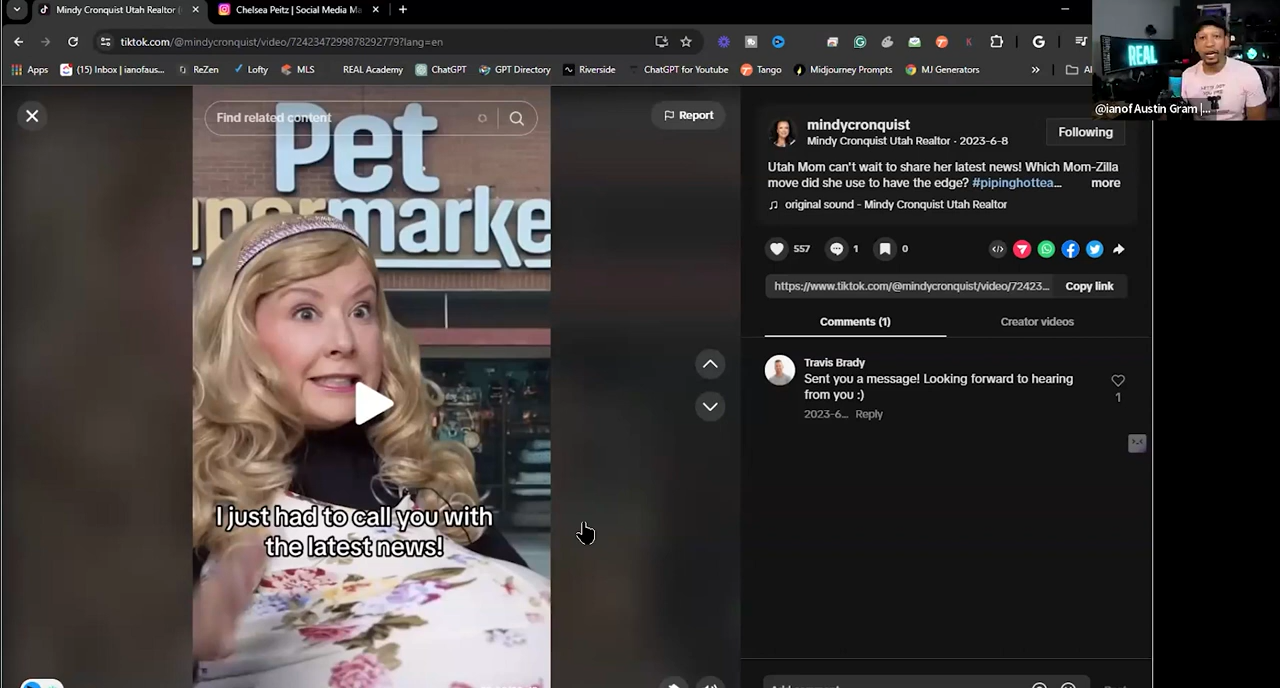 Mindy Cronquist Utah Realtor (
Chelsea Peitz | Social Media Ma
tiktok.com/@mindycronquist/video/7242347299878292779?lang=en
Apps
(15) Inbox | ianofaus...
ReZen
Lofty
MLS
REAL Academy
ChatGPT
GPT Directory
Riverside
ChatGPT for Youtube
Tango
Midjourney Prompts
MJ Generators
REAL
@ianof Austin Gram |...
Find related content
Report
Pet
upermarke
I just had to call you with
the latest news!
mindycronquist
Mindy Cronquist Utah Realtor · 2023-6-8
Following
Utah Mom can't wait to share her latest news! Which Mom-Zilla
move did she use to have the edge? #pipinghottea...
more
original sound - Mindy Cronquist Utah Realtor
557
1
0
https://www.tiktok.com/@mindycronquist/video/72423...
Copy link
Comments (1)
Creator videos
Travis Brady
Sent you a message! Looking forward to hearing
from you :)
1
2023-6...
Reply